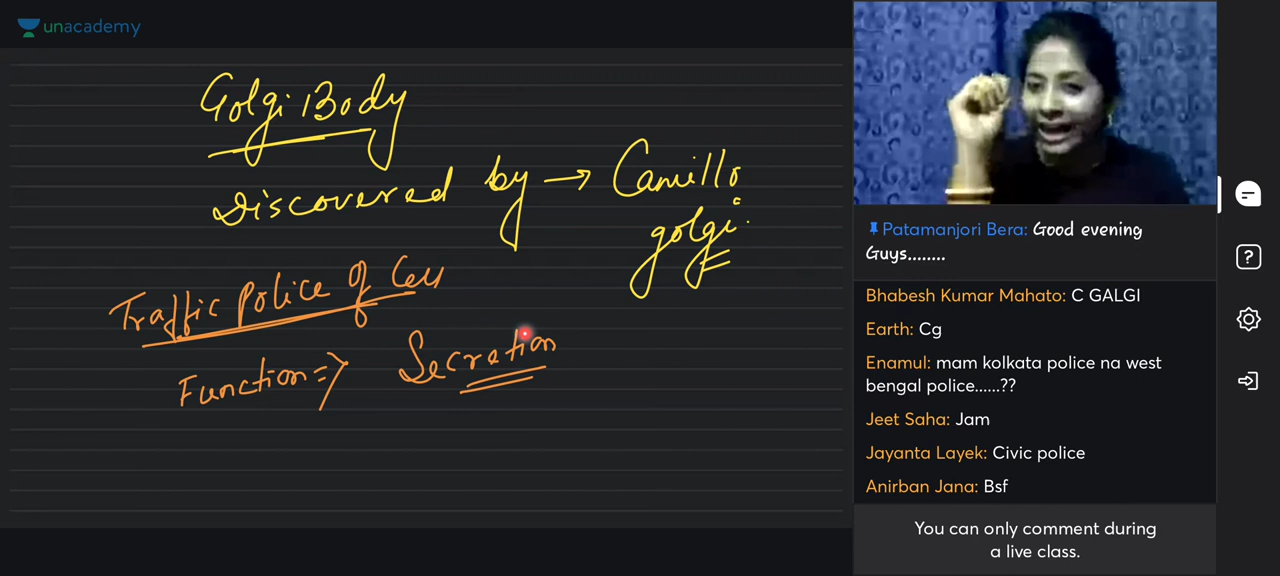 unacademy
Golgi Body
Discovered by → Camillo
golgi.
Traffic police of Cell
Function ⇒ Secretion
Patamanjori Bera: Good evening
Guys........
Bhabesh Kumar Mahato: C GALGI
Earth: Cg
Enamul: mam kolkata police na west
bengal police......??
Jeet Saha: Jam
Jayanta Layek: Civic police
Anirban Jana: Bsf
You can only comment during
a live class.
?